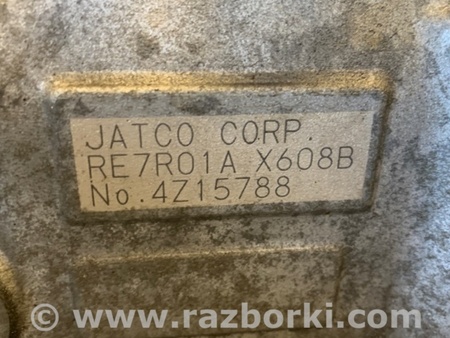 JATCO CORP.
RE7R01A X608B
No.4Z15788
© www.razborki.com